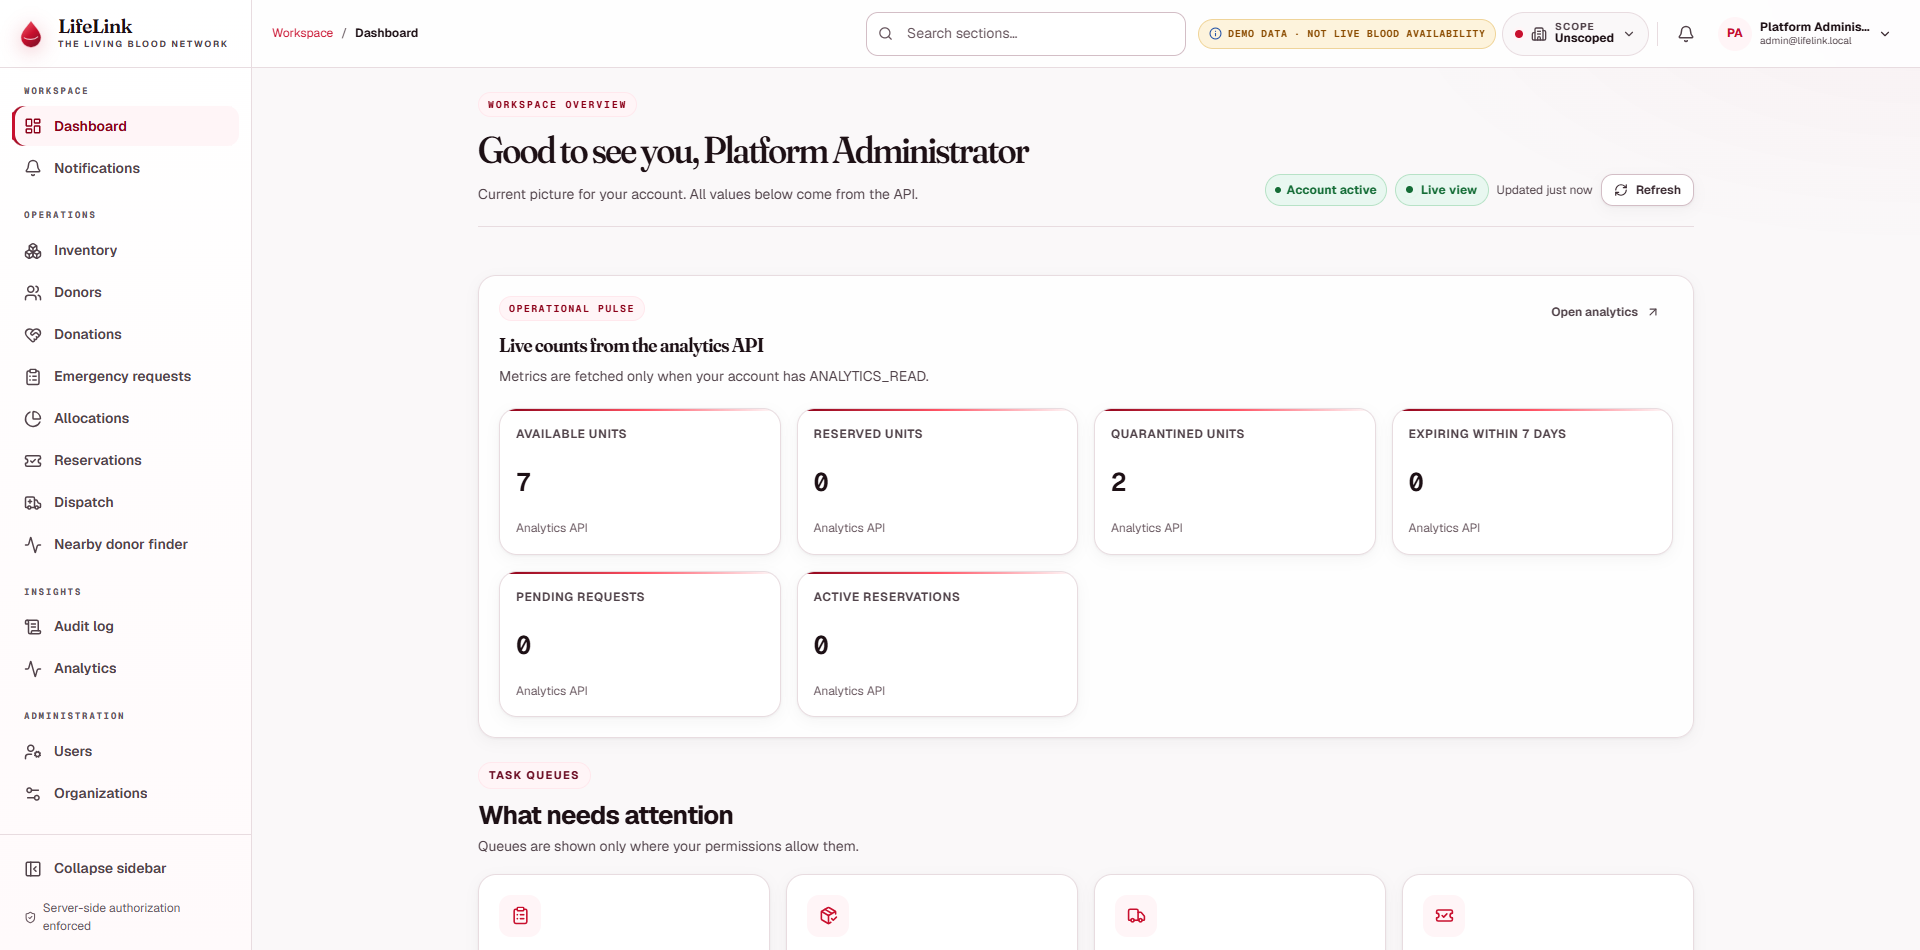 LifeLink
THE LIVING BLOOD NETWORK
Workspace / Dashboard
Search sections...
DEMO DATA · NOT LIVE BLOOD AVAILABILITY
SCOPE
Unscoped
PA
Platform Adminis...
admin@lifelink.local
WORKSPACE
Dashboard
Notifications
OPERATIONS
Inventory
Donors
Donations
Emergency requests
Allocations
Reservations
Dispatch
Nearby donor finder
INSIGHTS
Audit log
Analytics
ADMINISTRATION
Users
Organizations
Collapse sidebar
Server-side authorization
enforced
WORKSPACE OVERVIEW
Good to see you, Platform Administrator
Current picture for your account. All values below come from the API.
Account active
Live view
Updated just now
Refresh
OPERATIONAL PULSE
Open analytics
Live counts from the analytics API
Metrics are fetched only when your account has ANALYTICS_READ.
AVAILABLE UNITS
7
Analytics API
RESERVED UNITS
0
Analytics API
QUARANTINED UNITS
2
Analytics API
EXPIRING WITHIN 7 DAYS
0
Analytics API
PENDING REQUESTS
0
Analytics API
ACTIVE RESERVATIONS
0
Analytics API
TASK QUEUES
What needs attention
Queues are shown only where your permissions allow them.